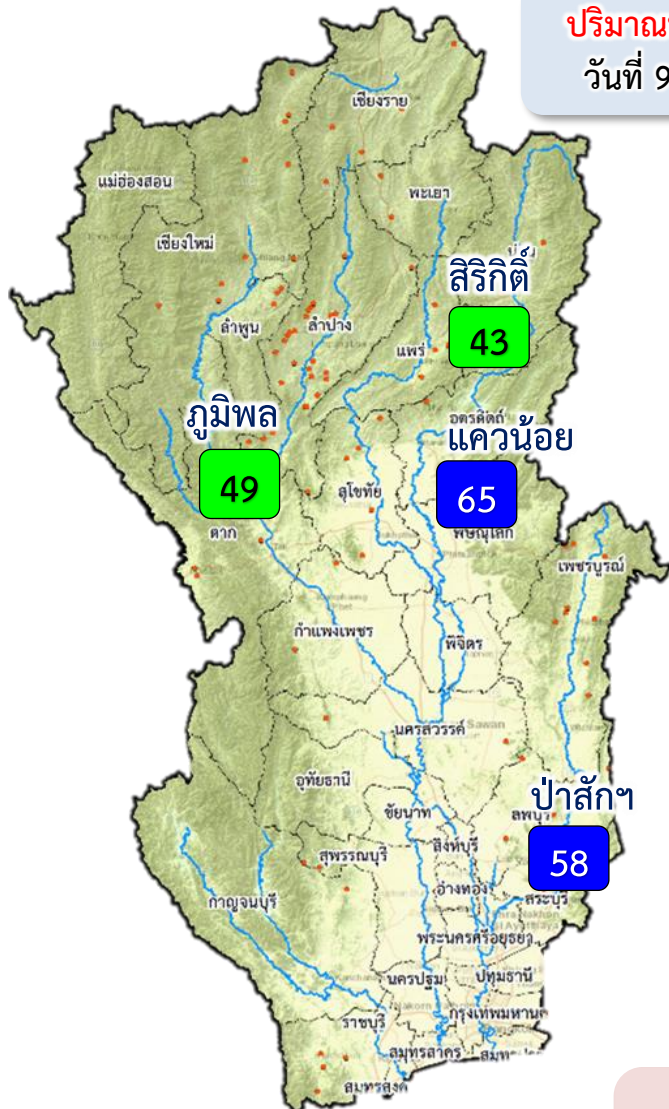 ปริมาณ
วันที่ 9
เชียงราย
แม่ฮ่องสอน
พะเยา
เชียงใหม่
น่าน
สิริกิติ์
43
ลำพูน
ลำปาง
แพร่
ภูมิพล
49
อุตรดิตถ์
แควน้อย
65
สุโขทัย
ตาก
พิษณุโลก
เพชรบูรณ์
กำแพงเพชร
พิจิตร
นครสวรรค์
Sawan
อุทัยธานี
ป่าสักฯ
58
ชัยนาท
ลพบุรี
สิงห์บุรี
สุพรรณบุรี
อ่างทอง
สระบุรี
กาญจนบุรี
พระนครศรีอยุธยา
นครปฐม
ปทุมธานี
ราชบุรี
กรุงเทพมหานค
สมุทรสาคร
สมุทรสงค